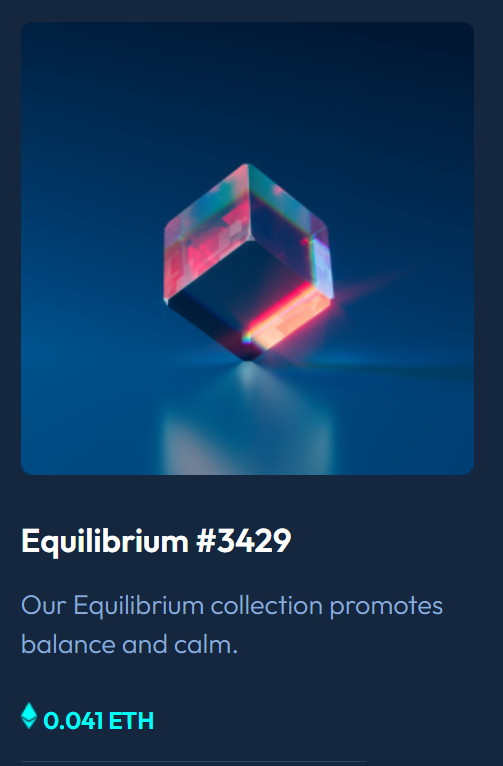 Equilibrium #3429
Our Equilibrium collection promotes
balance and calm.
0.041 ETH